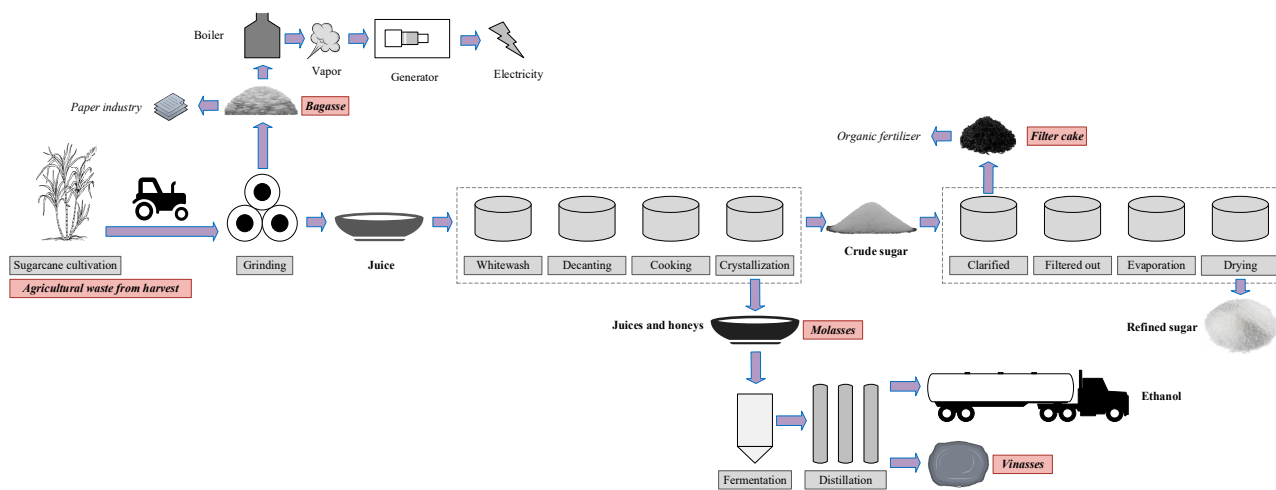 Boiler
Vapor
Generator
Electricity
Paper industry
Bagasse
Organic fertilizer
Filter cake
Sugarcane cultivation
Agricultural waste from harvest
Grinding
Juice
Whitewash
Decanting
Cooking
Crystallization
Crude sugar
Clarified
Filtered out
Evaporation
Drying
Juices and honeys
Molasses
Refined sugar
Ethanol
Fermentation
Distillation
Vinasses